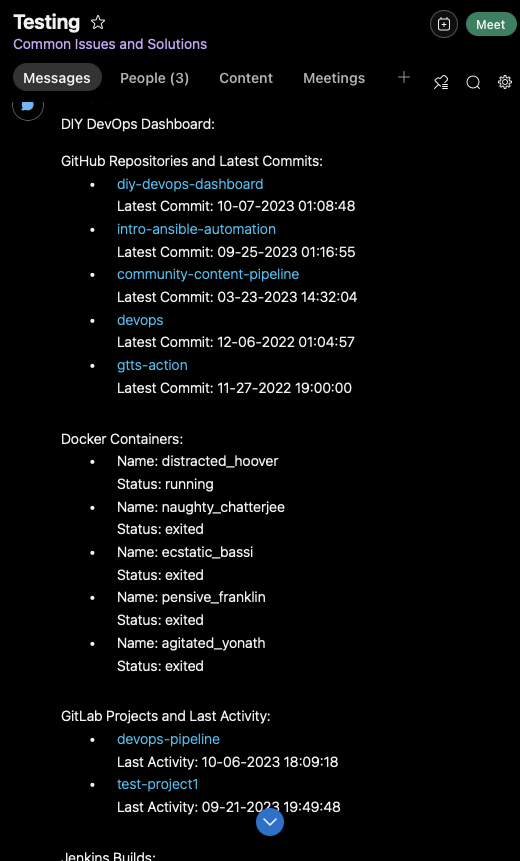 Testing
Meet
Common Issues and Solutions
Messages People (3) Content Meetings
DIY DevOps Dashboard:
GitHub Repositories and Latest Commits:
• diy-devops-dashboard
Latest Commit: 10-07-2023 01:08:48
• intro-ansible-automation
Latest Commit: 09-25-2023 01:16:55
• community-content-pipeline
Latest Commit: 03-23-2023 14:32:04
• devops
Latest Commit: 12-06-2022 01:04:57
• gtts-action
Latest Commit: 11-27-2022 19:00:00
Docker Containers:
• Name: distracted_hoover
Status: running
• Name: naughty_chatterjee
Status: exited
• Name: ecstatic_bassi
Status: exited
• Name: pensive_franklin
Status: exited
• Name: agitated_yonath
Status: exited
GitLab Projects and Last Activity:
• devops-pipeline
Last Activity: 10-06-2023 18:09:18
• test-project1
Last Activity: 09-21-2023 19:49:48
Jenkins Builds: